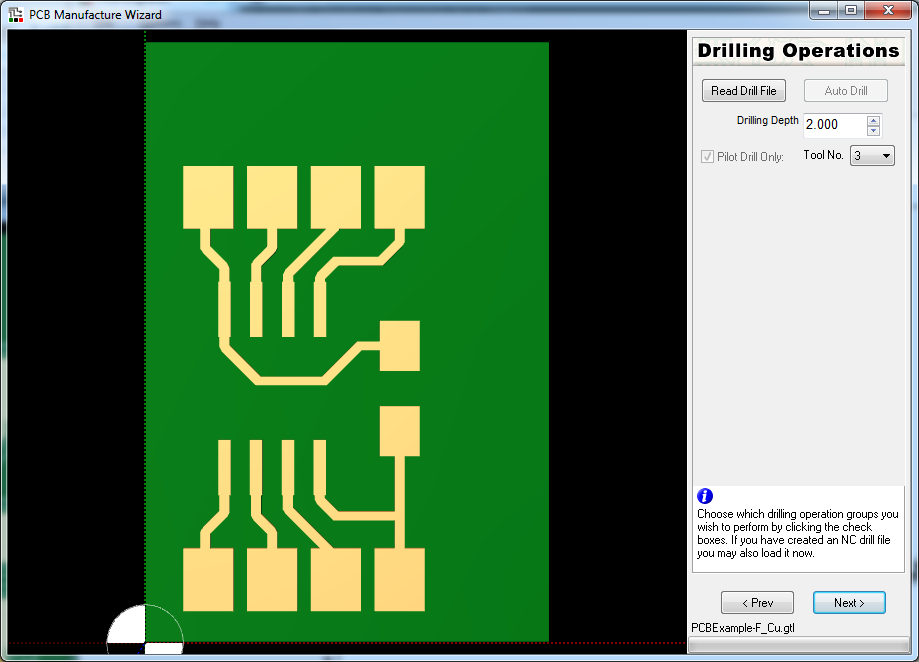 PCB Manufacture Wizard
Drilling Operations
Read Drill File
Auto Drill
Drilling Depth 2.000
Pilot Drill Only: Tool No. 3
Choose which drilling operation groups you
wish to perform by clicking the check
boxes. If you have created an NC drill file
you may also load it now.
< Prev
Next >
PCBExample-F_Cu.gtl